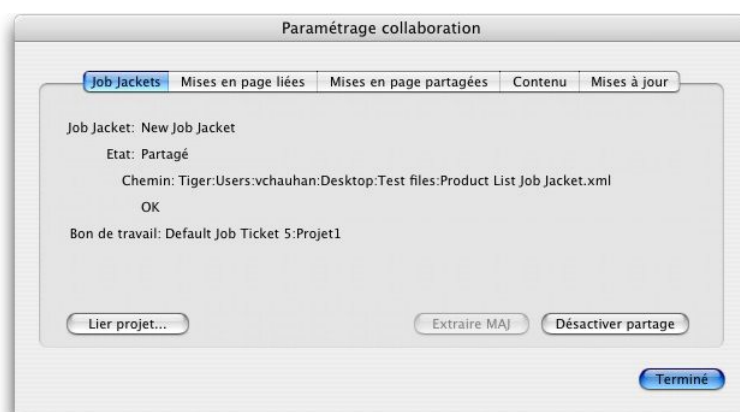 Paramétrage collaboration
Job Jackets Mises en page liées Mises en page partagées Contenu Mises à jour
Job Jacket: New Job Jacket
Etat: Partagé
Chemin: Tiger:Users:vchauhan:Desktop:Test files:Product List Job Jacket.xml
OK
Bon de travail: Default Job Ticket 5:Projet1
Lier projet... Extraire MAJ Désactiver partage
Terminé